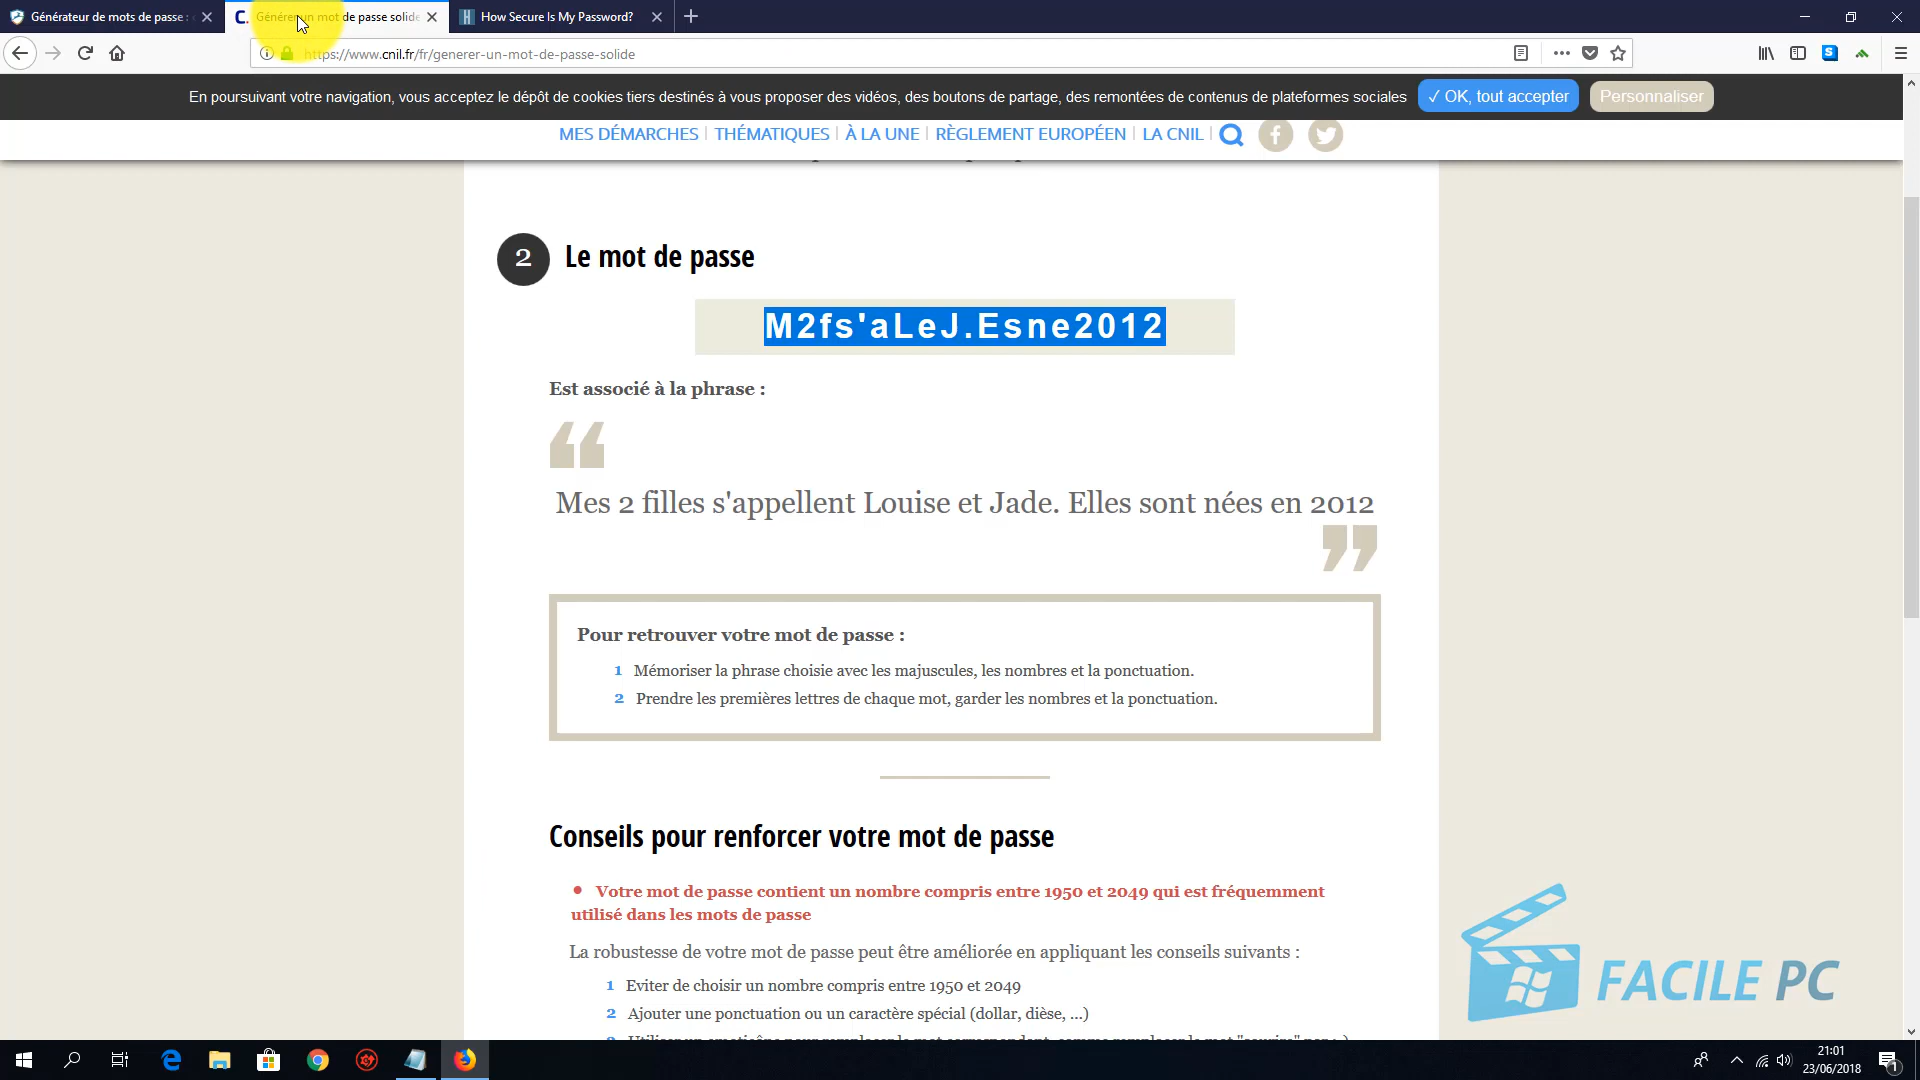 Générateur de mots de passe :
Générer un mot de passe solide
How Secure Is My Password?
https://www.cnil.fr/fr/generer-un-mot-de-passe-solide
En poursuivant votre navigation, vous acceptez le dépôt de cookies tiers destinés à vous proposer des vidéos, des boutons de partage, des remontées de contenus de plateformes sociales
✓ OK, tout accepter
Personnaliser
MES DÉMARCHES
THÉMATIQUES
À LA UNE
RÈGLEMENT EUROPÉEN
LA CNIL
2 Le mot de passe
M2fs'aLeJ.Esne2012
Est associé à la phrase :
Mes 2 filles s'appellent Louise et Jade. Elles sont nées en 2012
Pour retrouver votre mot de passe :
1 Mémoriser la phrase choisie avec les majuscules, les nombres et la ponctuation.
2 Prendre les premières lettres de chaque mot, garder les nombres et la ponctuation.
Conseils pour renforcer votre mot de passe
• Votre mot de passe contient un nombre compris entre 1950 et 2049 qui est fréquemment
utilisé dans les mots de passe
La robustesse de votre mot de passe peut être améliorée en appliquant les conseils suivants :
1 Eviter de choisir un nombre compris entre 1950 et 2049
2 Ajouter une ponctuation ou un caractère spécial (dollar, dièse, ...)
FACILE PC
21:01
23/06/2018
1